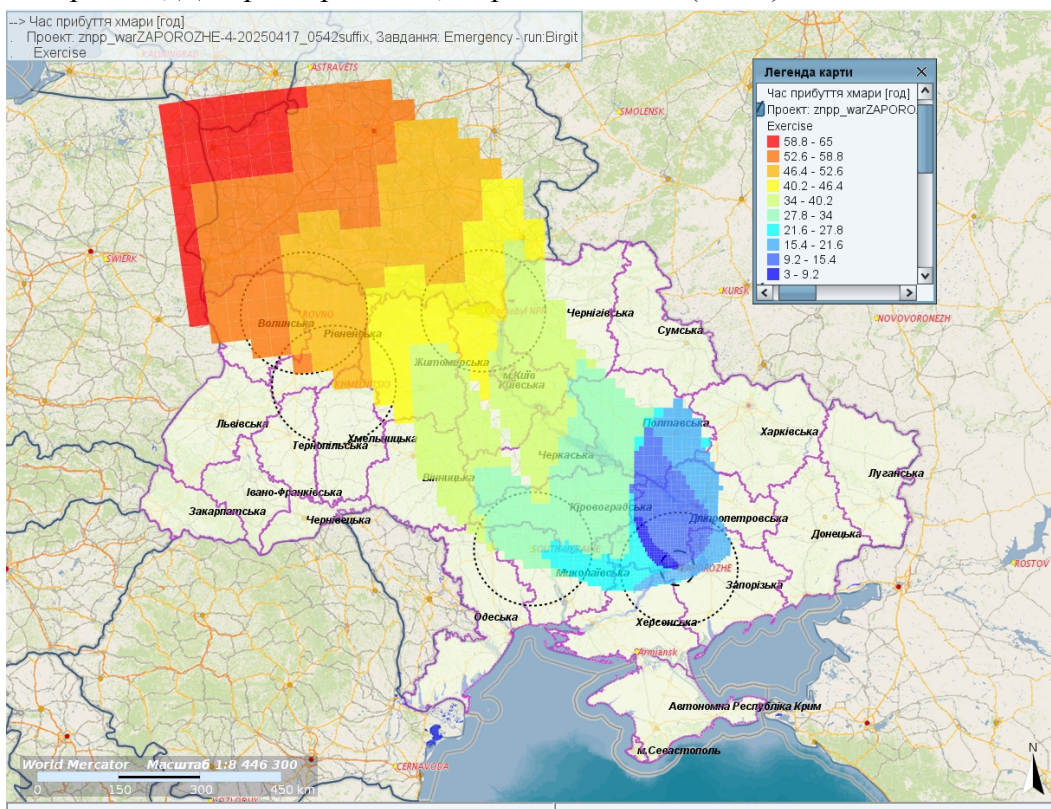 --> Час прибуття хмари [год]
. Проект: znpp_warZAPOROZHE-4-20250417_0542suffix, Завдання: Emergency - run:Birgit
. Exercise
ASTRAVETS
SMOLENSK
Легенда карти
Час прибуття хмари [год]
Проект: znpp_warZAPORO
Exercise
58.8 - 65
52.6 - 58.8
46.4 - 52.6
40.2 - 46.4
34 - 40.2
27.8 - 34
21.6 - 27.8
15.4 - 21.6
9.2 - 15.4
3 - 9.2
SWIERK
KURSK
NOVOVORONEZH
Волинська
ROVNO
Рівненська
Чернігівська
Сумська
Житомирська
м.Київ
Київська
KHMELNITSKI
Львівська
Тернопільська
Хмельницька
Полтавська
Харківська
Черкаська
Вінницька
Луганська
Івано-Франківська
Закарпатська
Чернівецька
Кіровоградська
Дніпропетровська
Донецька
SOUTH UKRAINE
Миколаївська
ZAPOROZHE
Запорізька
ROSTOV
Одеська
Херсонська
Armiansk
Автономна Республіка Крим
м.Севастополь
CERNAVODA
KOZLODUY
World Mercator Масштаб 1:8 446 300
0 150 300 450 km
N